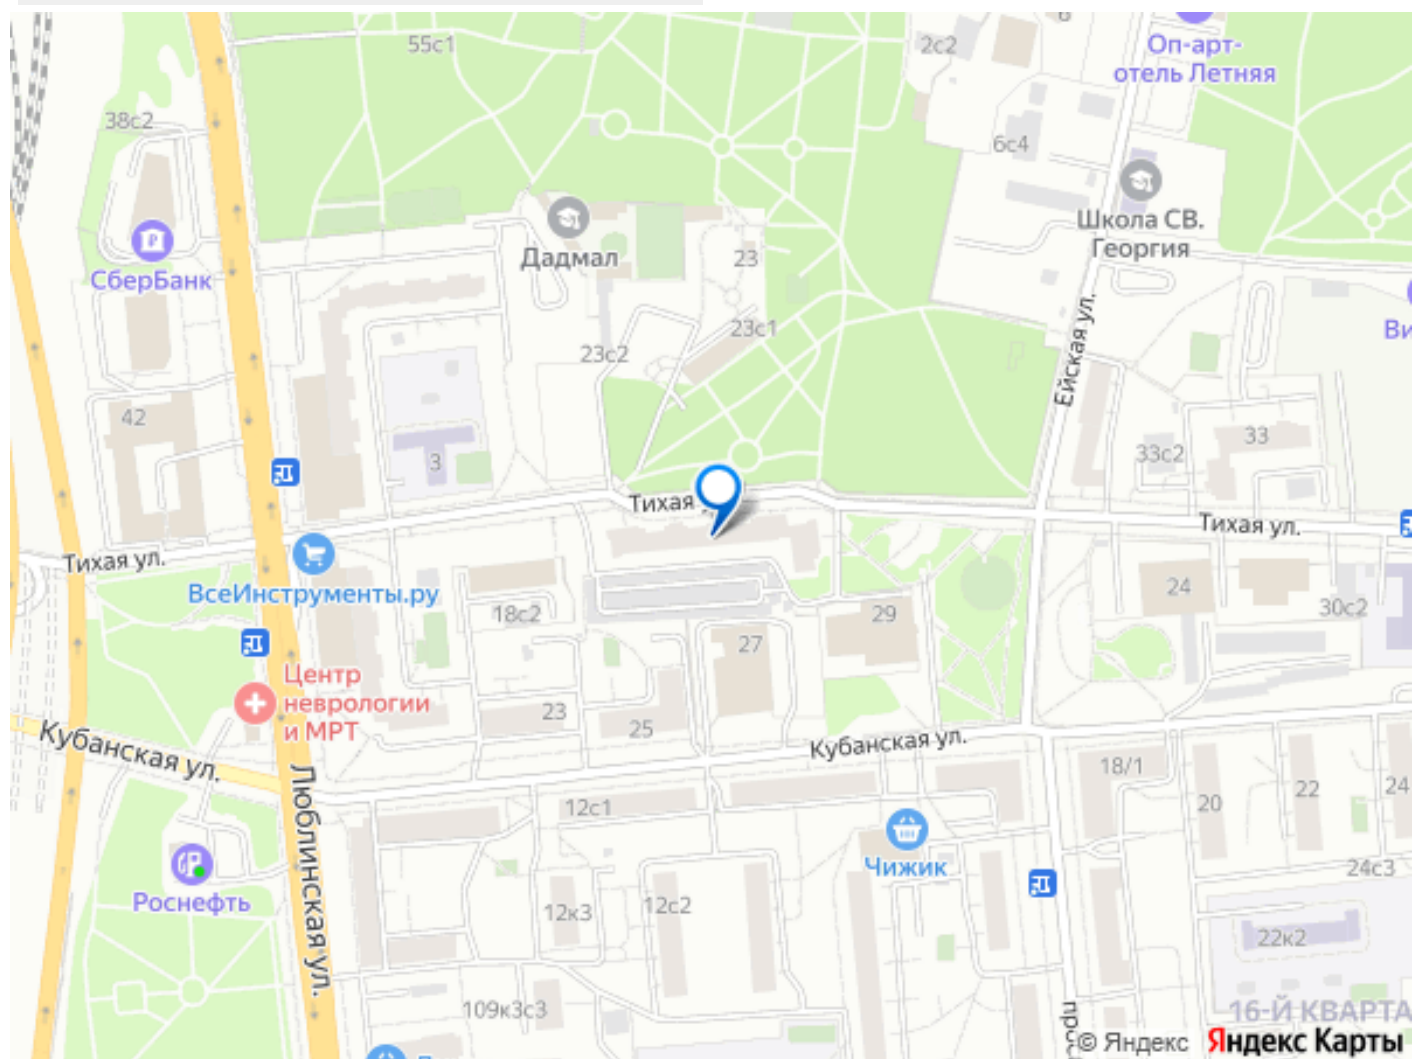 55с1
2с2
6
Оп-арт-
отель Летняя
38с2
6с4
Школа СВ.
Георгия
Дадмал
23
СберБанк
23с1
23с2
Ви
Ейская ул.
42
33
33с2
3
Тихая
Тихая ул.
Тихая ул.
ВсеИнструменты.ру
18с2
29
24
30с2
27
Центр
неврологии
и МРТ
23
25
Кубанская ул.
Кубанская ул.
18/1
20
22
24
12с1
Люблинская ул.
Чижик
24с3
Роснефть
12к3
12с2
22к2
109к3с3
16-Й КВАРТА
© Яндекс Яндекс Карты